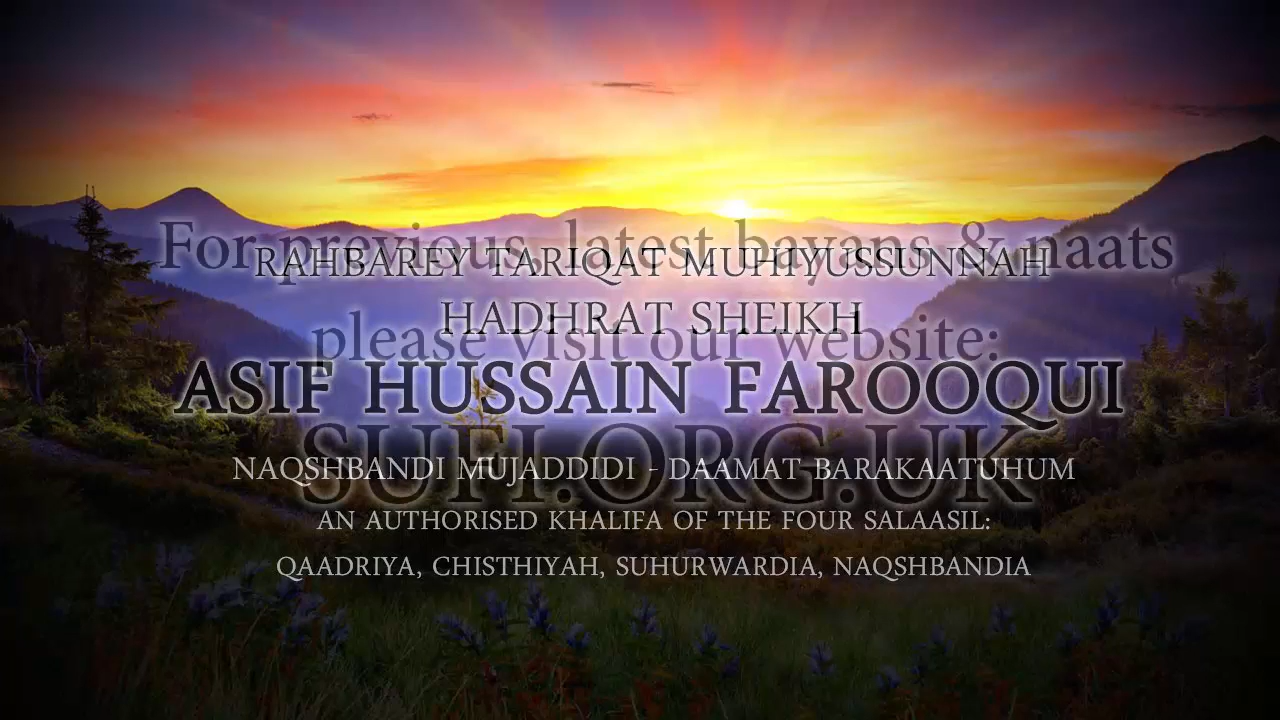 For previous, latest bayans & naats
RAHBAREY TARIQAT MUHIYUSSUNNAH
HADHRAT SHEIKH
please visit our website:
ASIF HUSSAIN FAROOQUI
SUFI.ORG.UK
NAQSHBANDI MUJADDIDI - DAAMAT BARAKAATUHUM
AN AUTHORISED KHALIFA OF THE FOUR SALAASIL:
QAADRIYA, CHISTHIYAH, SUHURWARDIA, NAQSHBANDIA